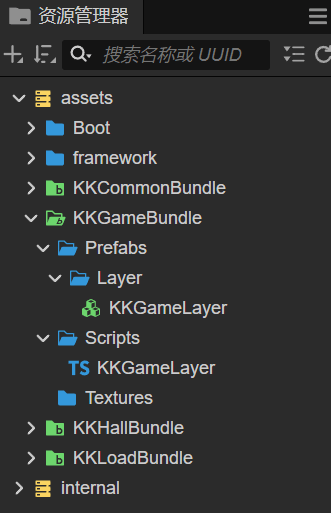 资源管理器
搜索名称或 UUID
assets
Boot
framework
KKCommonBundle
KKGameBundle
Prefabs
Layer
KKGameLayer
TS KKGameLayer
Textures
KKHallBundle
KKLoadBundle
internal